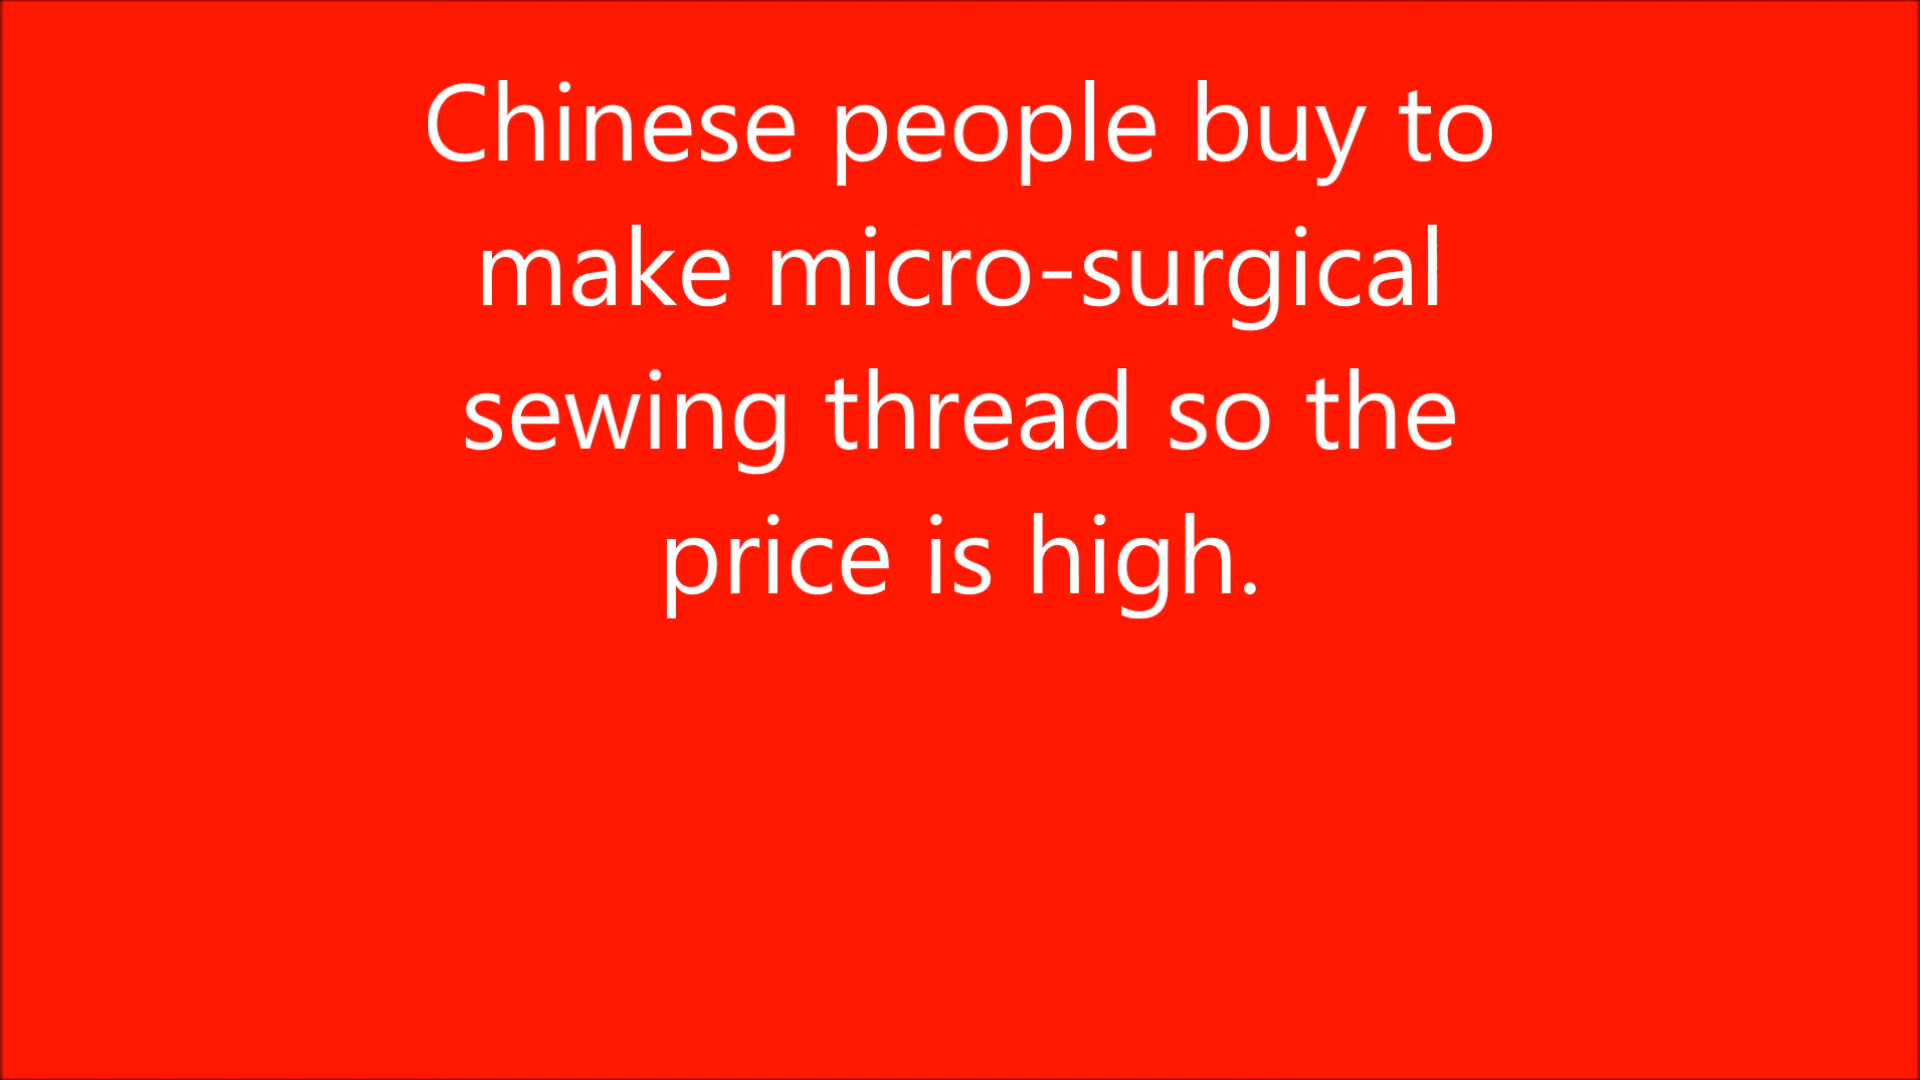 Chinese people buy to
make micro-surgical
sewing thread so the
price is high.